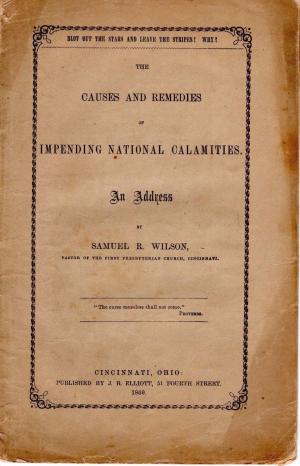 BLOT OUT THE STARS AND LEAVE THE STRIPES! WHY?
THE
CAUSES AND REMEDIES
OF
IMPENDING NATIONAL CALAMITIES.
An Address
BY
SAMUEL R. WILSON,
PASTOR OF THE FIRST PRESBYTERIAN CHURCH, CINCINNATI.
"The curse causeless shall not come."
PROVERBS.
CINCINNATI, OHIO:
PUBLISHED BY J. B. ELLIOTT, 51 FOURTH STREET.
1860.